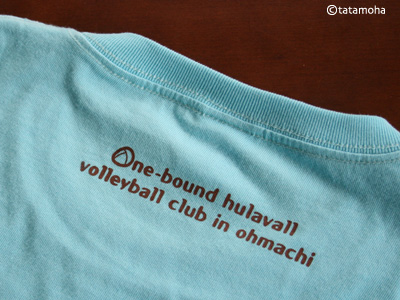 ©tatamoha
One-bound hulavall
volleyball club in ohmachi